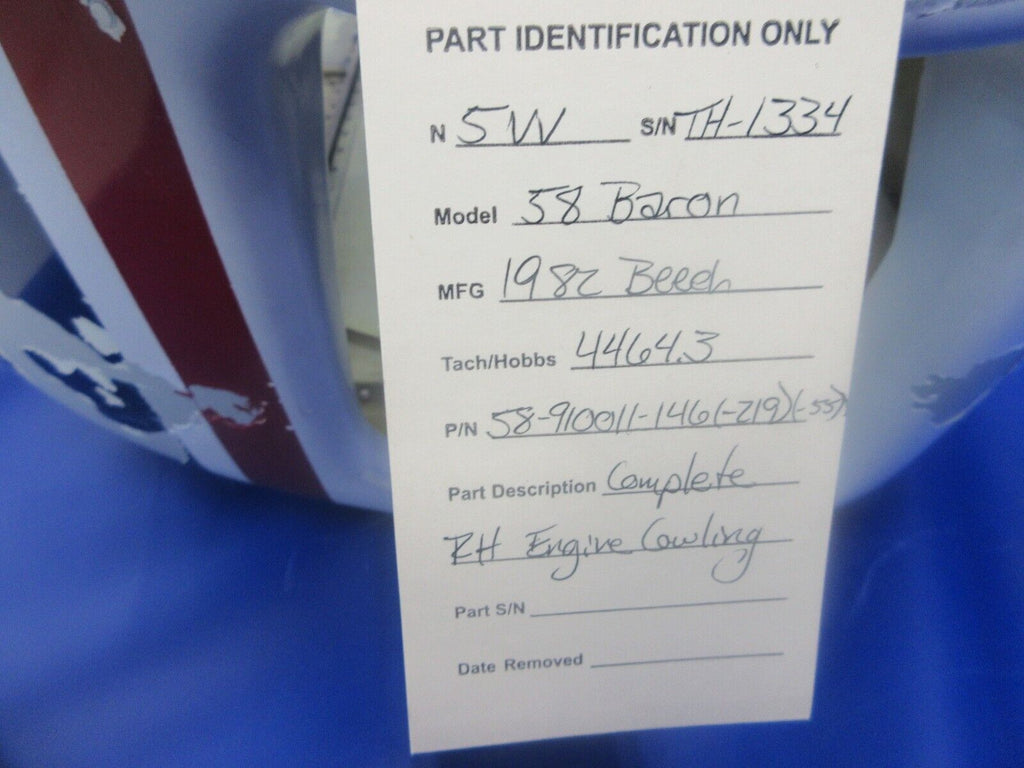 PART IDENTIFICATION ONLY
N 5W S/N TH-1334
Model 58 Baron
MFG 1982 Beech
Tach/Hobbs 4464.3
P/N 58-910011-146(-219)(-55)
Part Description Complete
RH Engine Cowling
Part S/N
Date Removed